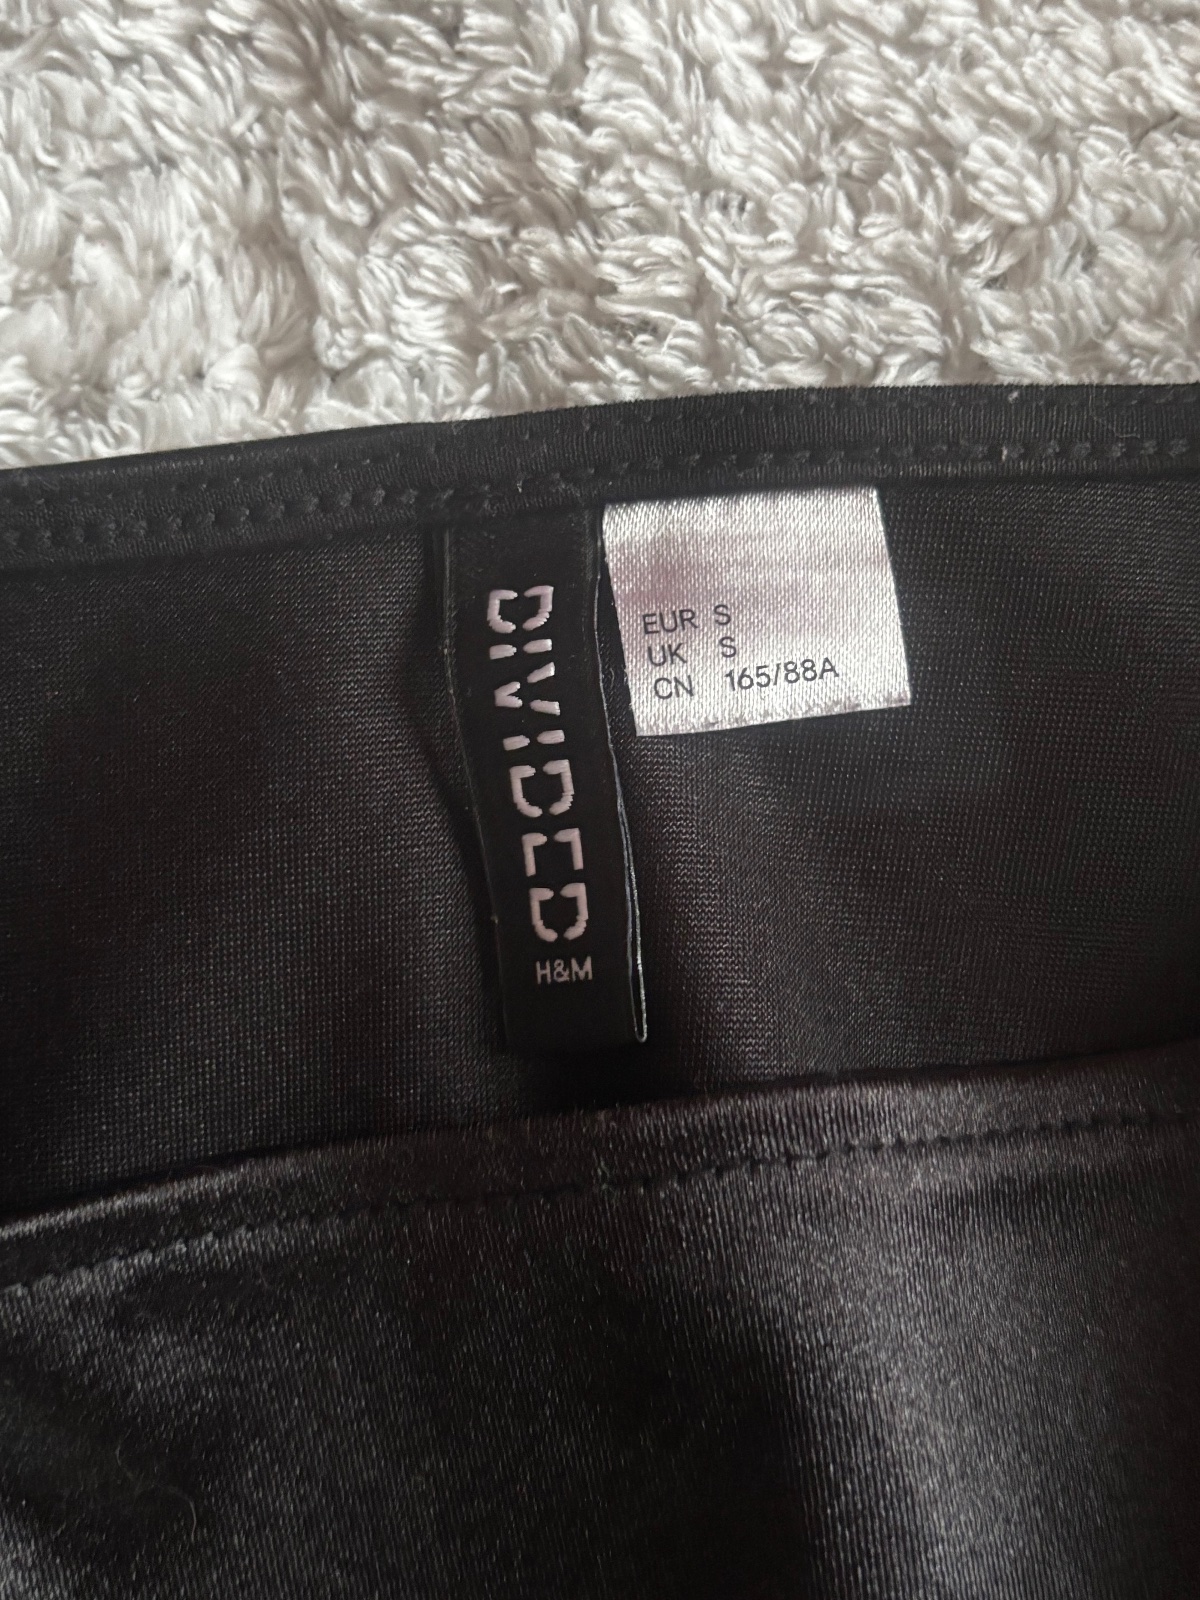 DIVIDED
H&M
EUR S
UK S
CN 165/88A